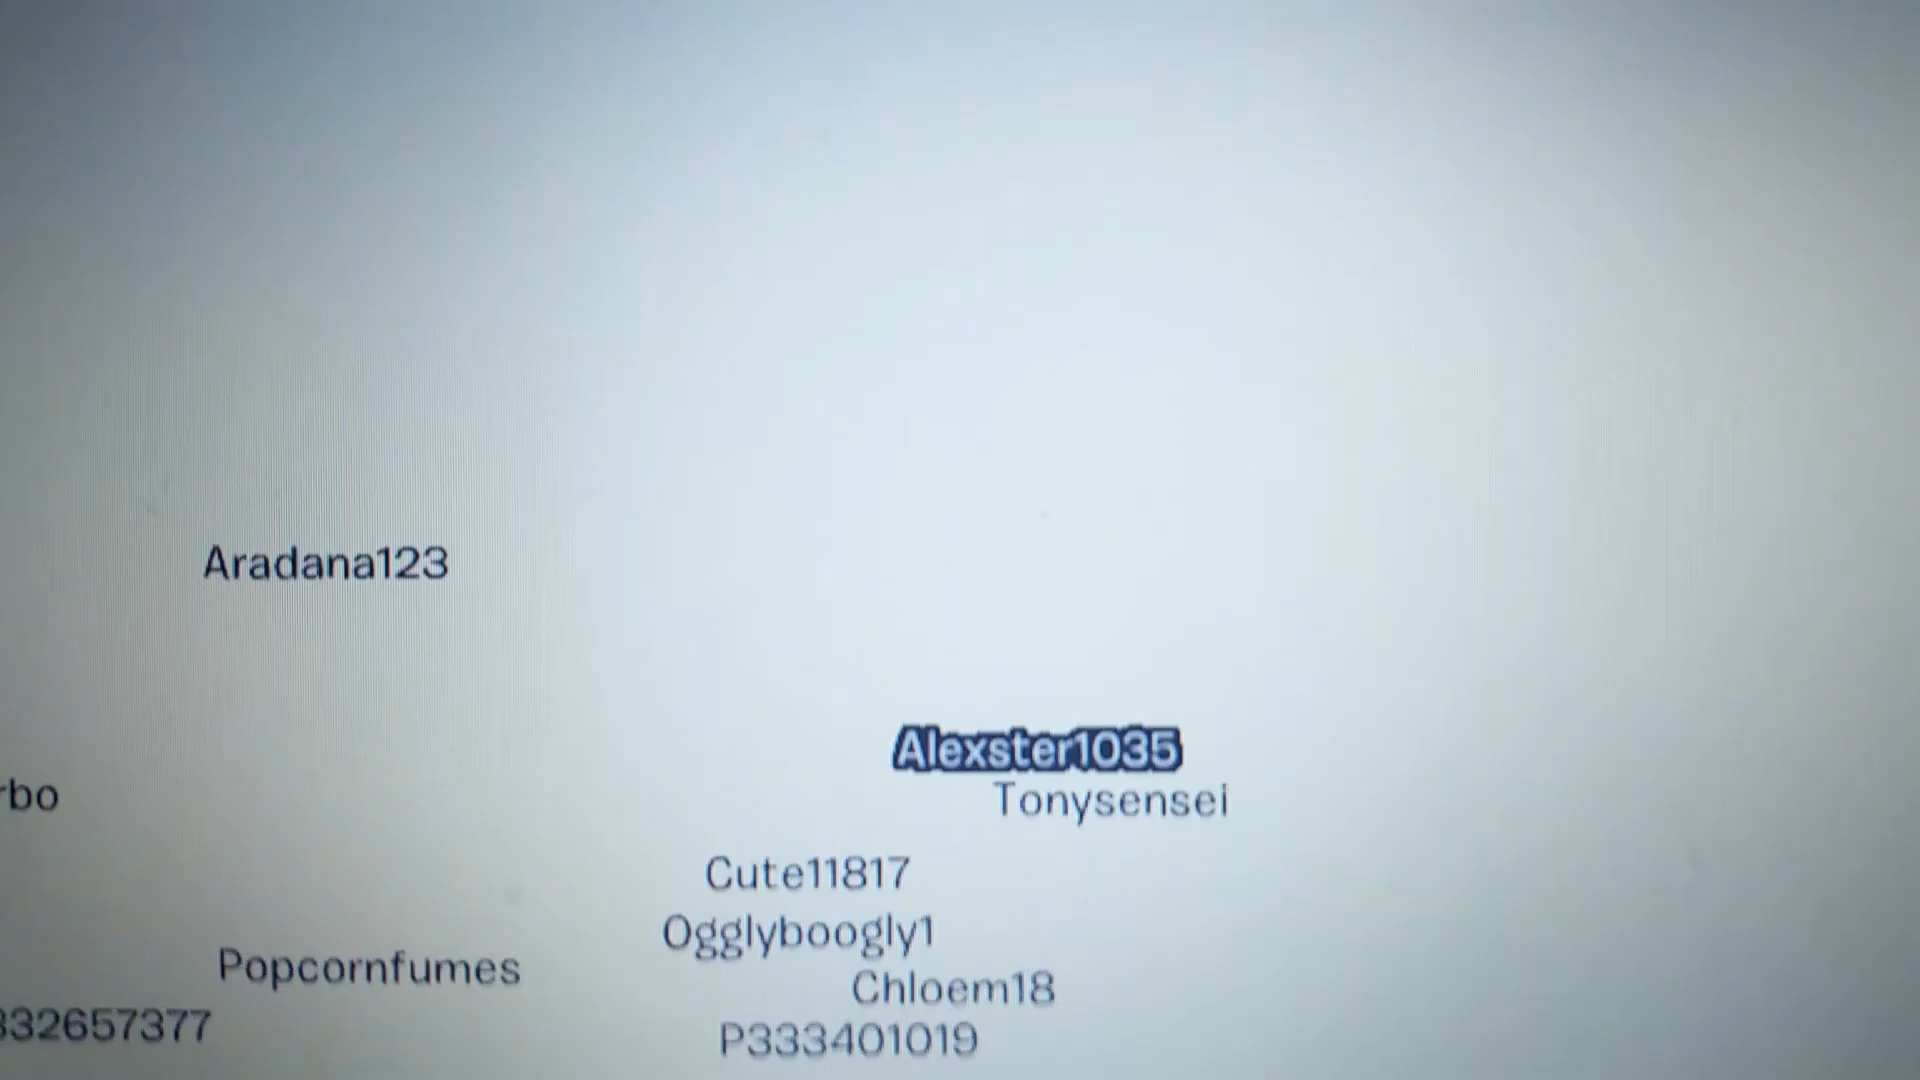 Aradana123
Alexster1035
rbo
Tonysensei
Cute11817
Ogglyboogly1
Popcornfumes
Chloem18
332657377
P333401019